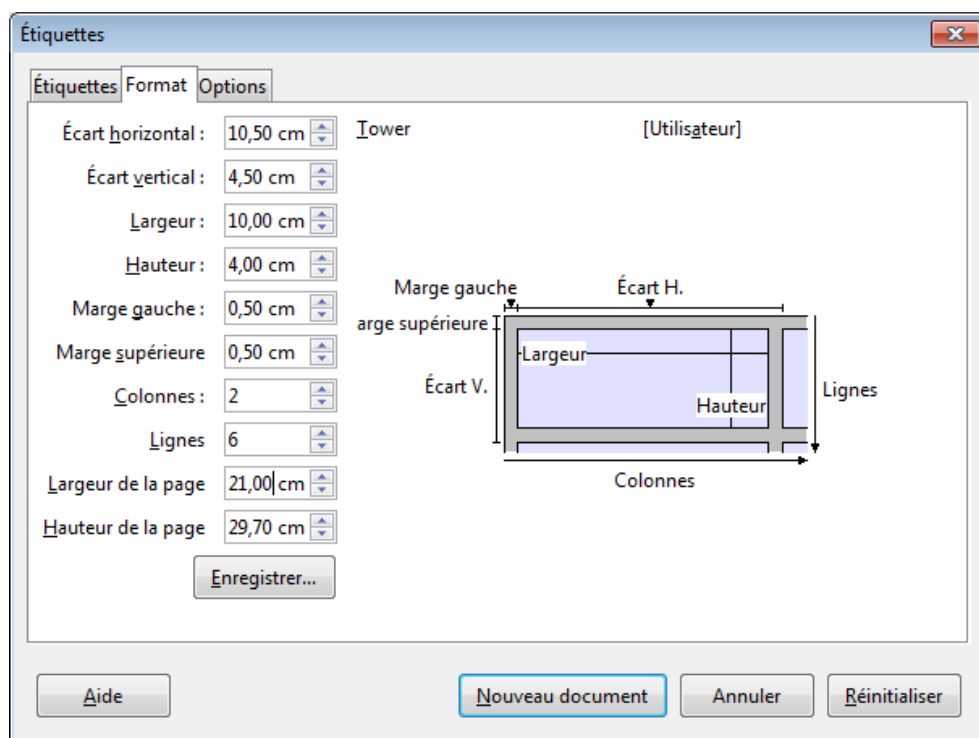 Étiquettes
Étiquettes Format Options
Écart horizontal : 10,50 cm
Tower [Utilisateur]
Écart vertical : 4,50 cm
Largeur : 10,00 cm
Hauteur : 4,00 cm
Marge gauche : 0,50 cm
Marge supérieure 0,50 cm
Colonnes : 2
Lignes 6
Largeur de la page 21,00 cm
Hauteur de la page 29,70 cm
Enregistrer...
Marge gauche Écart H.
arge supérieure
Largeur
Écart V.
Hauteur
Lignes
Colonnes
Aide Nouveau document Annuler Réinitialiser